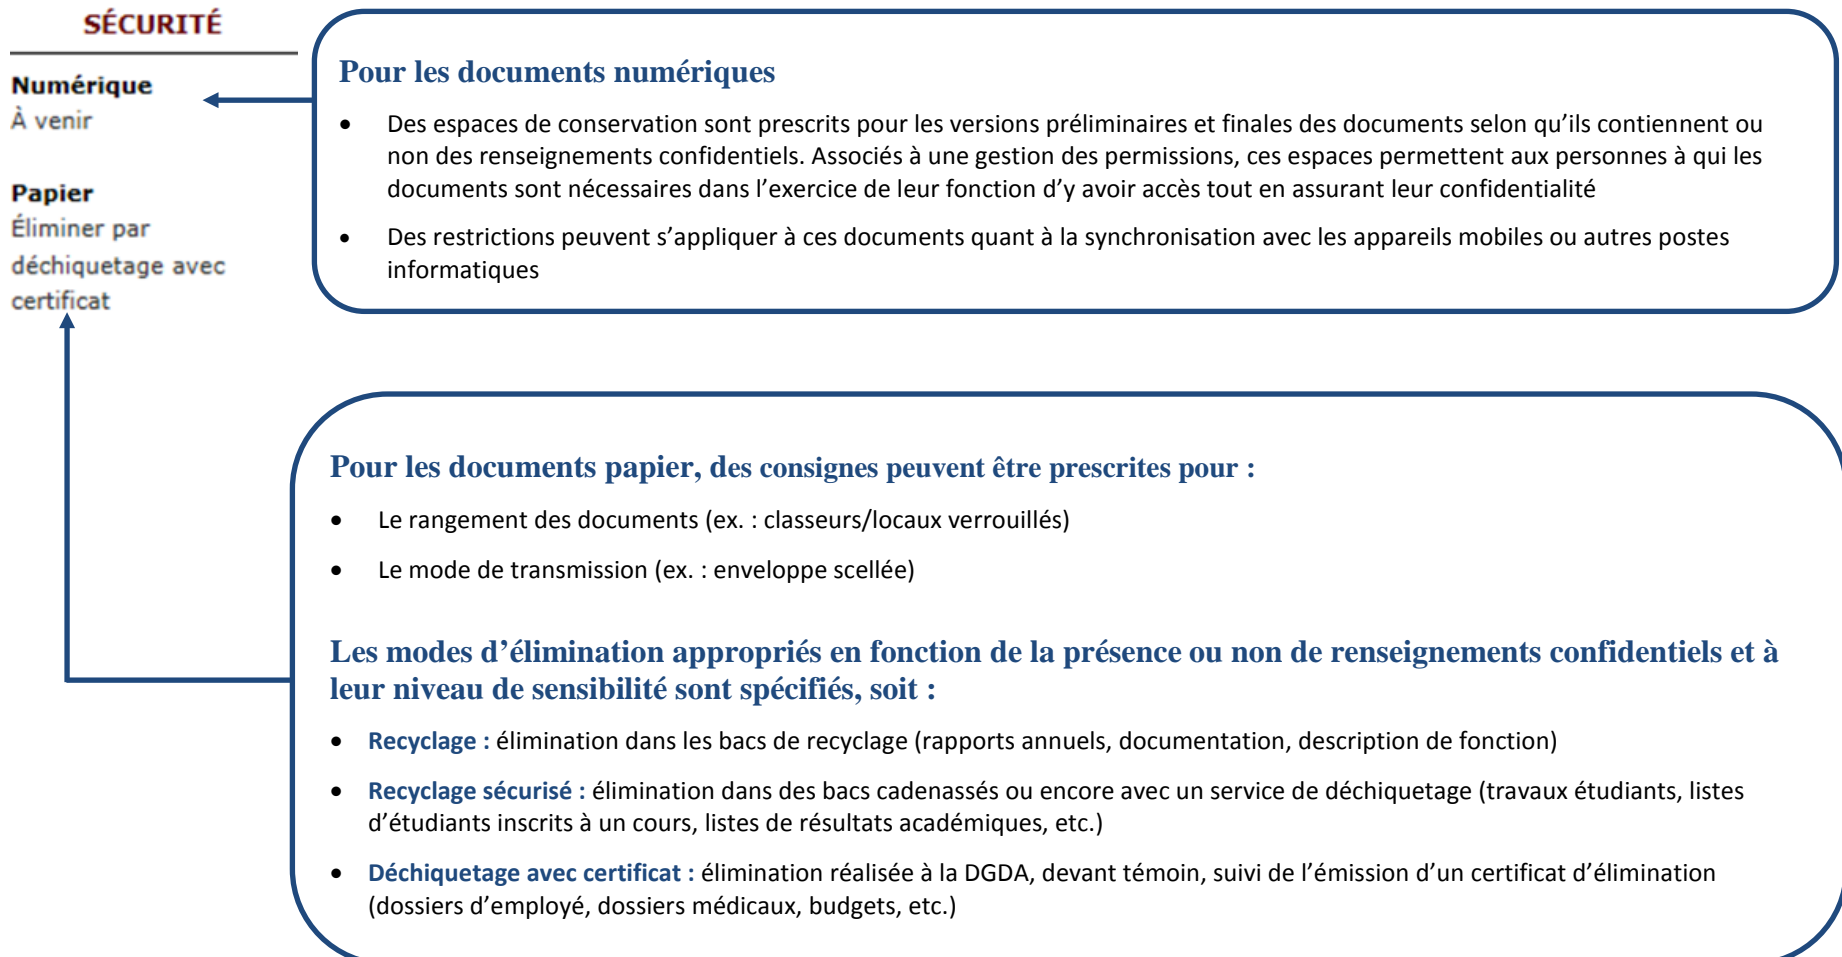 SÉCURITÉ
Numérique
À venir
Papier
Éliminer par
déchiquetage avec
certificat
Pour les documents numériques
• Des espaces de conservation sont prescrits pour les versions préliminaires et finales des documents selon qu’ils contiennent ou
non des renseignements confidentiels. Associés à une gestion des permissions, ces espaces permettent aux personnes à qui les
documents sont nécessaires dans l’exercice de leur fonction d’y avoir accès tout en assurant leur confidentialité
• Des restrictions peuvent s’appliquer à ces documents quant à la synchronisation avec les appareils mobiles ou autres postes
informatiques
Pour les documents papier, des consignes peuvent être prescrites pour :
• Le rangement des documents (ex. : classeurs/locaux verrouillés)
• Le mode de transmission (ex. : enveloppe scellée)
Les modes d’élimination appropriés en fonction de la présence ou non de renseignements confidentiels et à
leur niveau de sensibilité sont spécifiés, soit :
• Recyclage : élimination dans les bacs de recyclage (rapports annuels, documentation, description de fonction)
• Recyclage sécurisé : élimination dans des bacs cadenassés ou encore avec un service de déchiquetage (travaux étudiants, listes
d’étudiants inscrits à un cours, listes de résultats académiques, etc.)
• Déchiquetage avec certificat : élimination réalisée à la DGDA, devant témoin, suivi de l’émission d’un certificat d’élimination
(dossiers d’employé, dossiers médicaux, budgets, etc.)